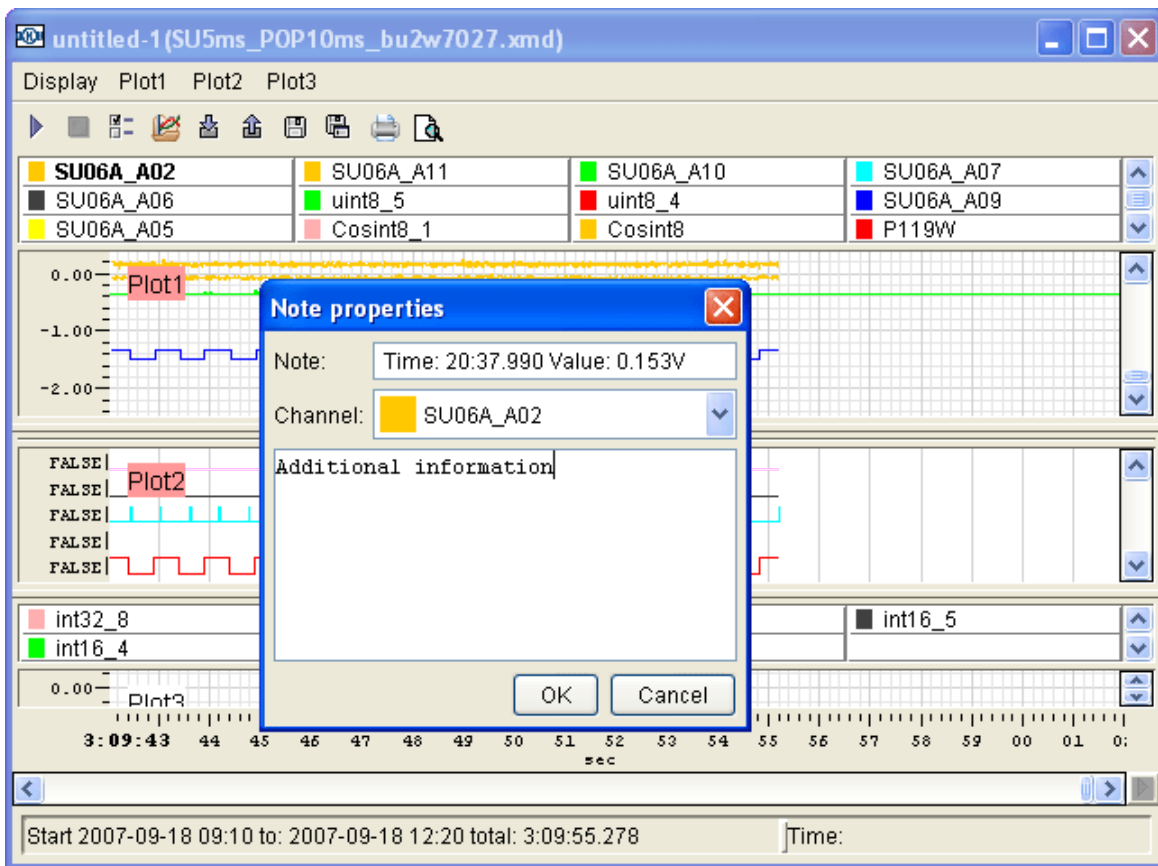 untitled-1(SU5ms_POP10ms_bu2w7027.xmd)
Display Plot1 Plot2 Plot3
SU06A_A02 SU06A_A11 SU06A_A10 SU06A_A07
SU06A_A06 uint8_5 uint8_4 SU06A_A09
SU06A_A05 Cosint8_1 Cosint8 P119W
0.00
Plot1
-1.00
-2.00
Note properties
Note: Time: 20:37.990 Value: 0.153V
Channel: SU06A_A02
Additional information
OK Cancel
FALSE
FALSE
Plot2
FALSE
FALSE
FALSE
int32_8 int16_5
int16_4
0.00
Plot3
3:09:43 44 45 46 47 48 49 50 51 52 53 54 55 56 57 58 59 00 01
sec
Start 2007-09-18 09:10 to: 2007-09-18 12:20 total: 3:09:55.278 Time: